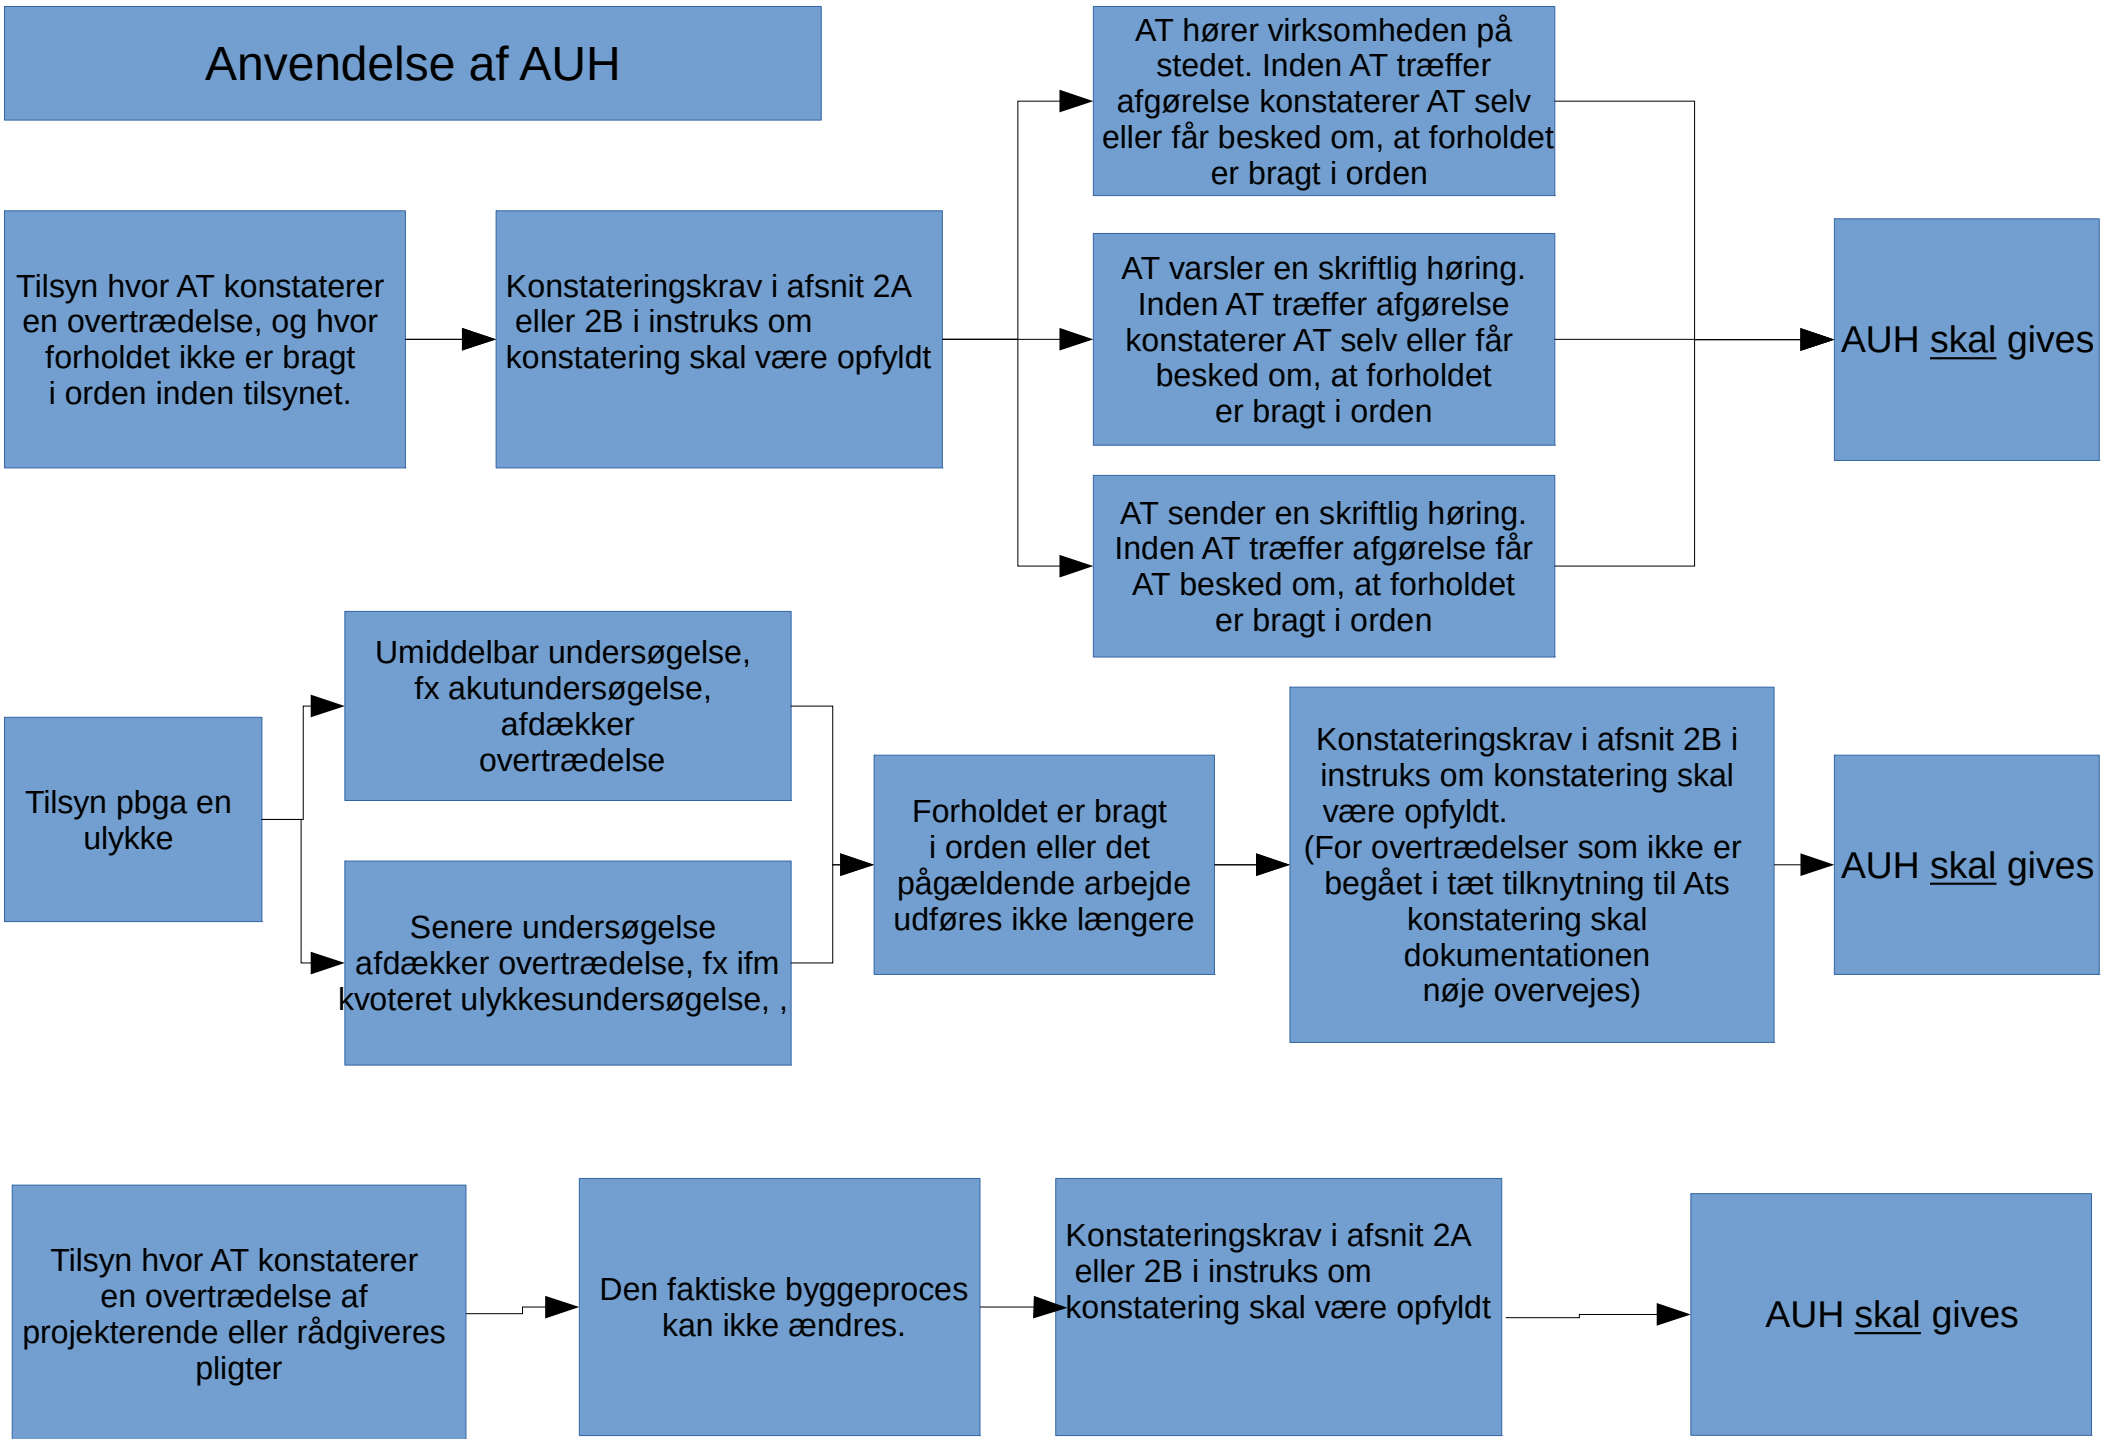 Anvendelse af AUH
AT hører virksomheden på
stedet. Inden AT træffer
afgørelse konstaterer AT selv
eller får besked om, at forholdet
er bragt i orden
Tilsyn hvor AT konstaterer
en overtrædelse, og hvor
forholdet ikke er bragt
i orden inden tilsynet.
Konstateringskrav i afsnit 2A
eller 2B i instruks om
konstatering skal være opfyldt
AT varsler en skriftlig høring.
Inden AT træffer afgørelse
konstaterer AT selv eller får
besked om, at forholdet
er bragt i orden
AUH skal gives
AT sender en skriftlig høring.
Inden AT træffer afgørelse får
AT besked om, at forholdet
er bragt i orden
Tilsyn pbga en
ulykke
Umiddelbar undersøgelse,
fx akutundersøgelse,
afdækker
overtrædelse
Senere undersøgelse
afdækker overtrædelse, fx ifm
kvoteret ulykkesundersøgelse, ,
Forholdet er bragt
i orden eller det
pågældende arbejde
udføres ikke længere
Konstateringskrav i afsnit 2B i
instruks om konstatering skal
være opfyldt.
(For overtrædelser som ikke er
begået i tæt tilknytning til Ats
konstatering skal
dokumentationen
nøje overvejes)
AUH skal gives
Tilsyn hvor AT konstaterer
en overtrædelse af
projekterende eller rådgiveres
pligter
Den faktiske byggeproces
kan ikke ændres.
Konstateringskrav i afsnit 2A
eller 2B i instruks om
konstatering skal være opfyldt
AUH skal gives